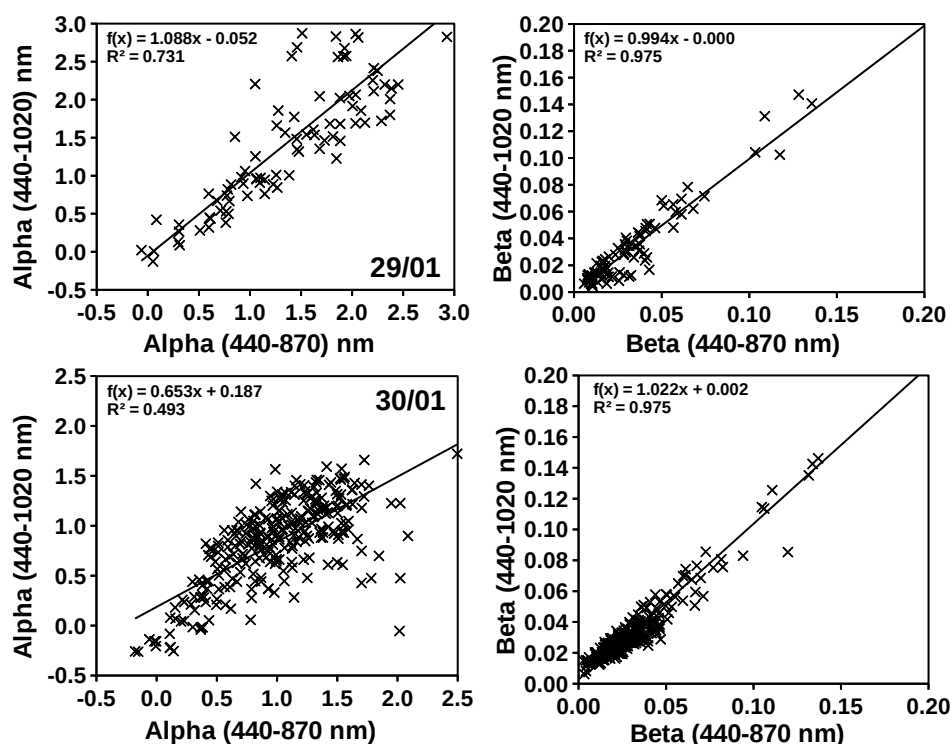 f(x) = 1.088x - 0.052
R² = 0.731
3.0
2.5
2.0
1.5
1.0
0.5
0.0
-0.5
Alpha (440-1020) nm
29/01
-0.5 0.0 0.5 1.0 1.5 2.0 2.5 3.0
Alpha (440-870) nm
f(x) = 0.994x - 0.000
R² = 0.975
0.20
0.18
0.16
0.14
0.12
0.10
0.08
0.06
0.04
0.02
0.00
Beta (440-1020 nm)
0.00 0.05 0.10 0.15 0.20
Beta (440-870 nm)
f(x) = 0.653x + 0.187
R² = 0.493
30/01
2.5
2.0
1.5
1.0
0.5
0.0
-0.5
Alpha (440-1020 nm)
-0.5 0.0 0.5 1.0 1.5 2.0 2.5
Alpha (440-870 nm)
f(x) = 1.022x + 0.002
R² = 0.975
0.20
0.18
0.16
0.14
0.12
0.10
0.08
0.06
0.04
0.02
0.00
Beta (440-1020 nm)
0.00 0.05 0.10 0.15 0.20
Beta (440-870 nm)